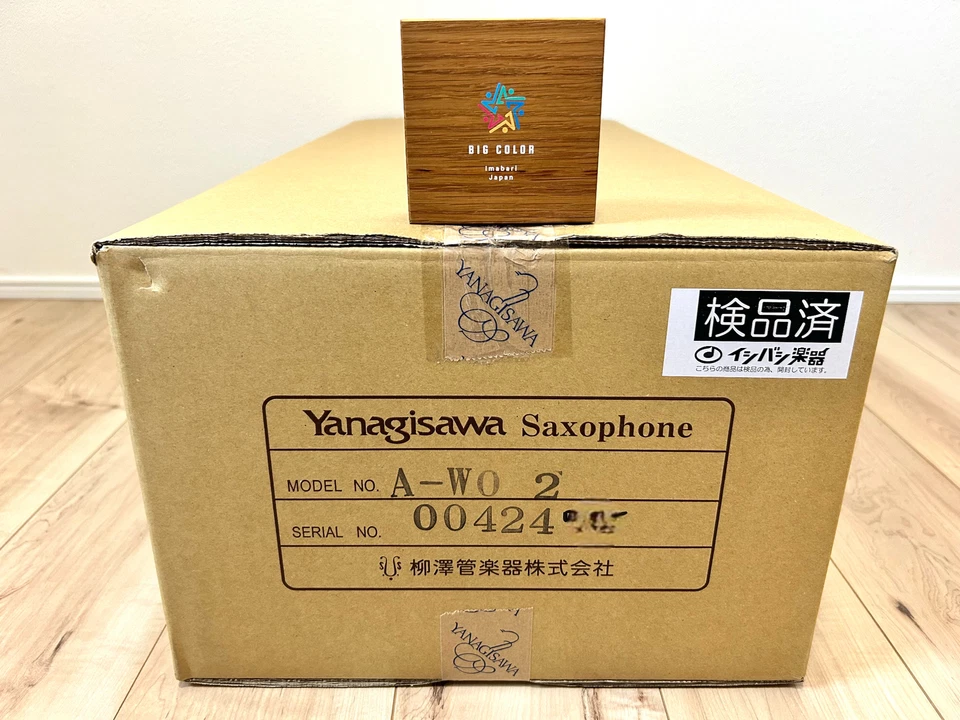 BIG COLOR
Imabari
Japan
YANAGISAWA
検品済
イシバシ楽器
こちらの商品は検品の為、開封しています。
Yanagisawa Saxophone
MODEL NO. A-WO 2
SERIAL NO. 00424
柳澤管楽器株式会社
YANAGISAWA